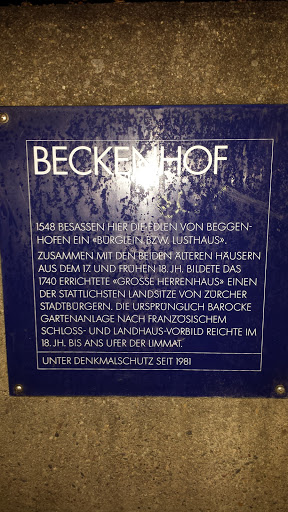 BECKENHOF
1548 BESASSEN HIER DIE EDLEN VON BEGGEN-
HOFEN EIN «BÜRGLEIN BZW. LUSTHAUS».
ZUSAMMEN MIT DEN BEIDEN ÄLTEREN HÄUSERN
AUS DEM 17. UND FRÜHEN 18. JH. BILDETE DAS
1740 ERRICHTETE «GROSSE HERRENHAUS» EINEN
DER STATTLICHSTEN LANDSITZE VON ZÜRCHER
STADTBÜRGERN. DIE URSPRÜNGLICH BAROCKE
GARTENANLAGE NACH FRANZÖSISCHEM
SCHLOSS- UND LANDHAUS-VORBILD REICHTE IM
18. JH. BIS ANS UFER DER LIMMAT.
UNTER DENKMALSCHUTZ SEIT 1981